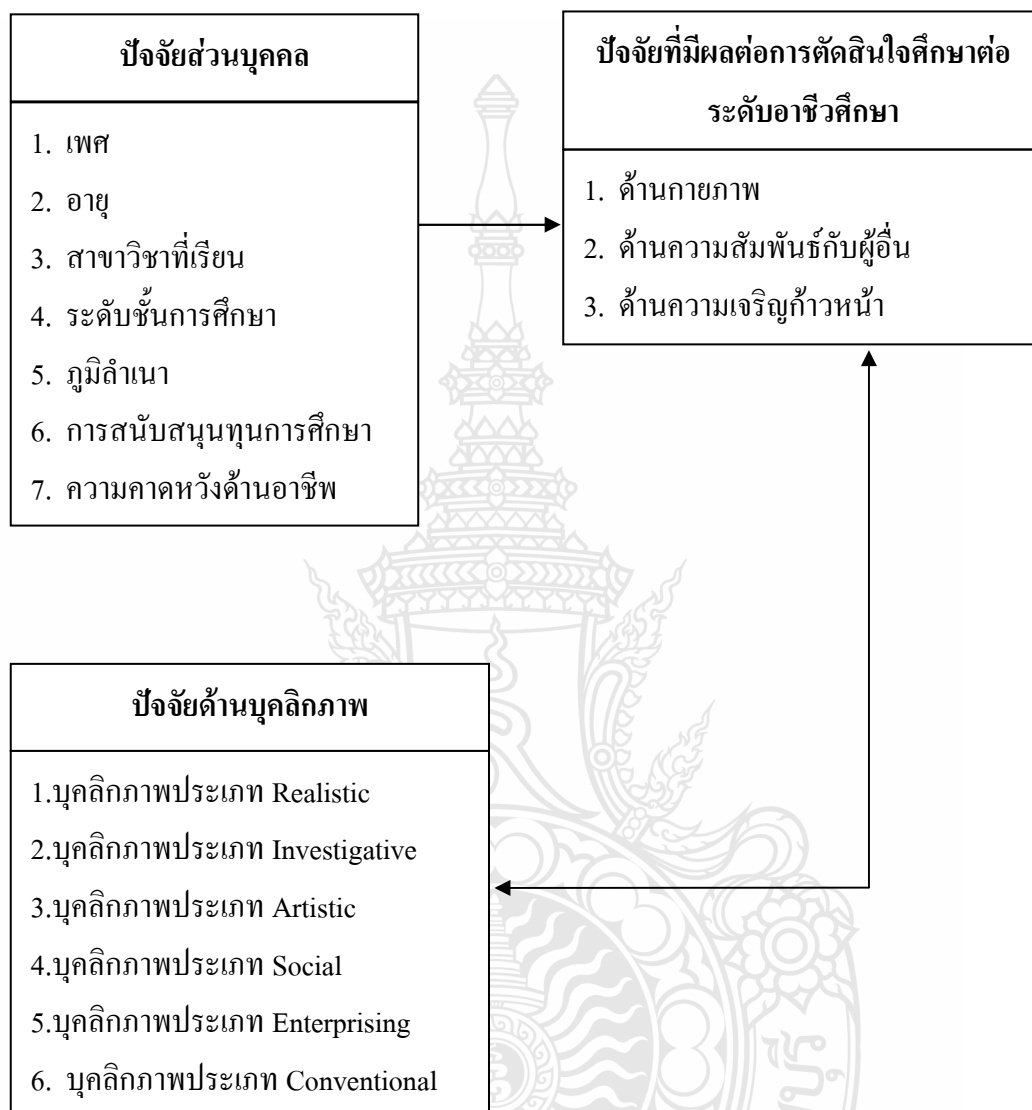 ปัจจัยส่วนบุคคล
1. เพศ
2. อายุ
3. สาขาวิชาที่เรียน
4. ระดับชั้นการศึกษา
5. ภูมิลำเนา
6. การสนับสนุนทุนการศึกษา
7. ความคาดหวังด้านอาชีพ
ปัจจัยที่มีผลต่อการตัดสินใจศึกษาต่อ
ระดับอาชีวศึกษา
1. ด้านกายภาพ
2. ด้านความสัมพันธ์กับผู้อื่น
3. ด้านความเจริญก้าวหน้า
ปัจจัยด้านบุคลิกภาพ
1.บุคลิกภาพประเภท Realistic
2.บุคลิกภาพประเภท Investigative
3.บุคลิกภาพประเภท Artistic
4.บุคลิกภาพประเภท Social
5.บุคลิกภาพประเภท Enterprising
6. บุคลิกภาพประเภท Conventional